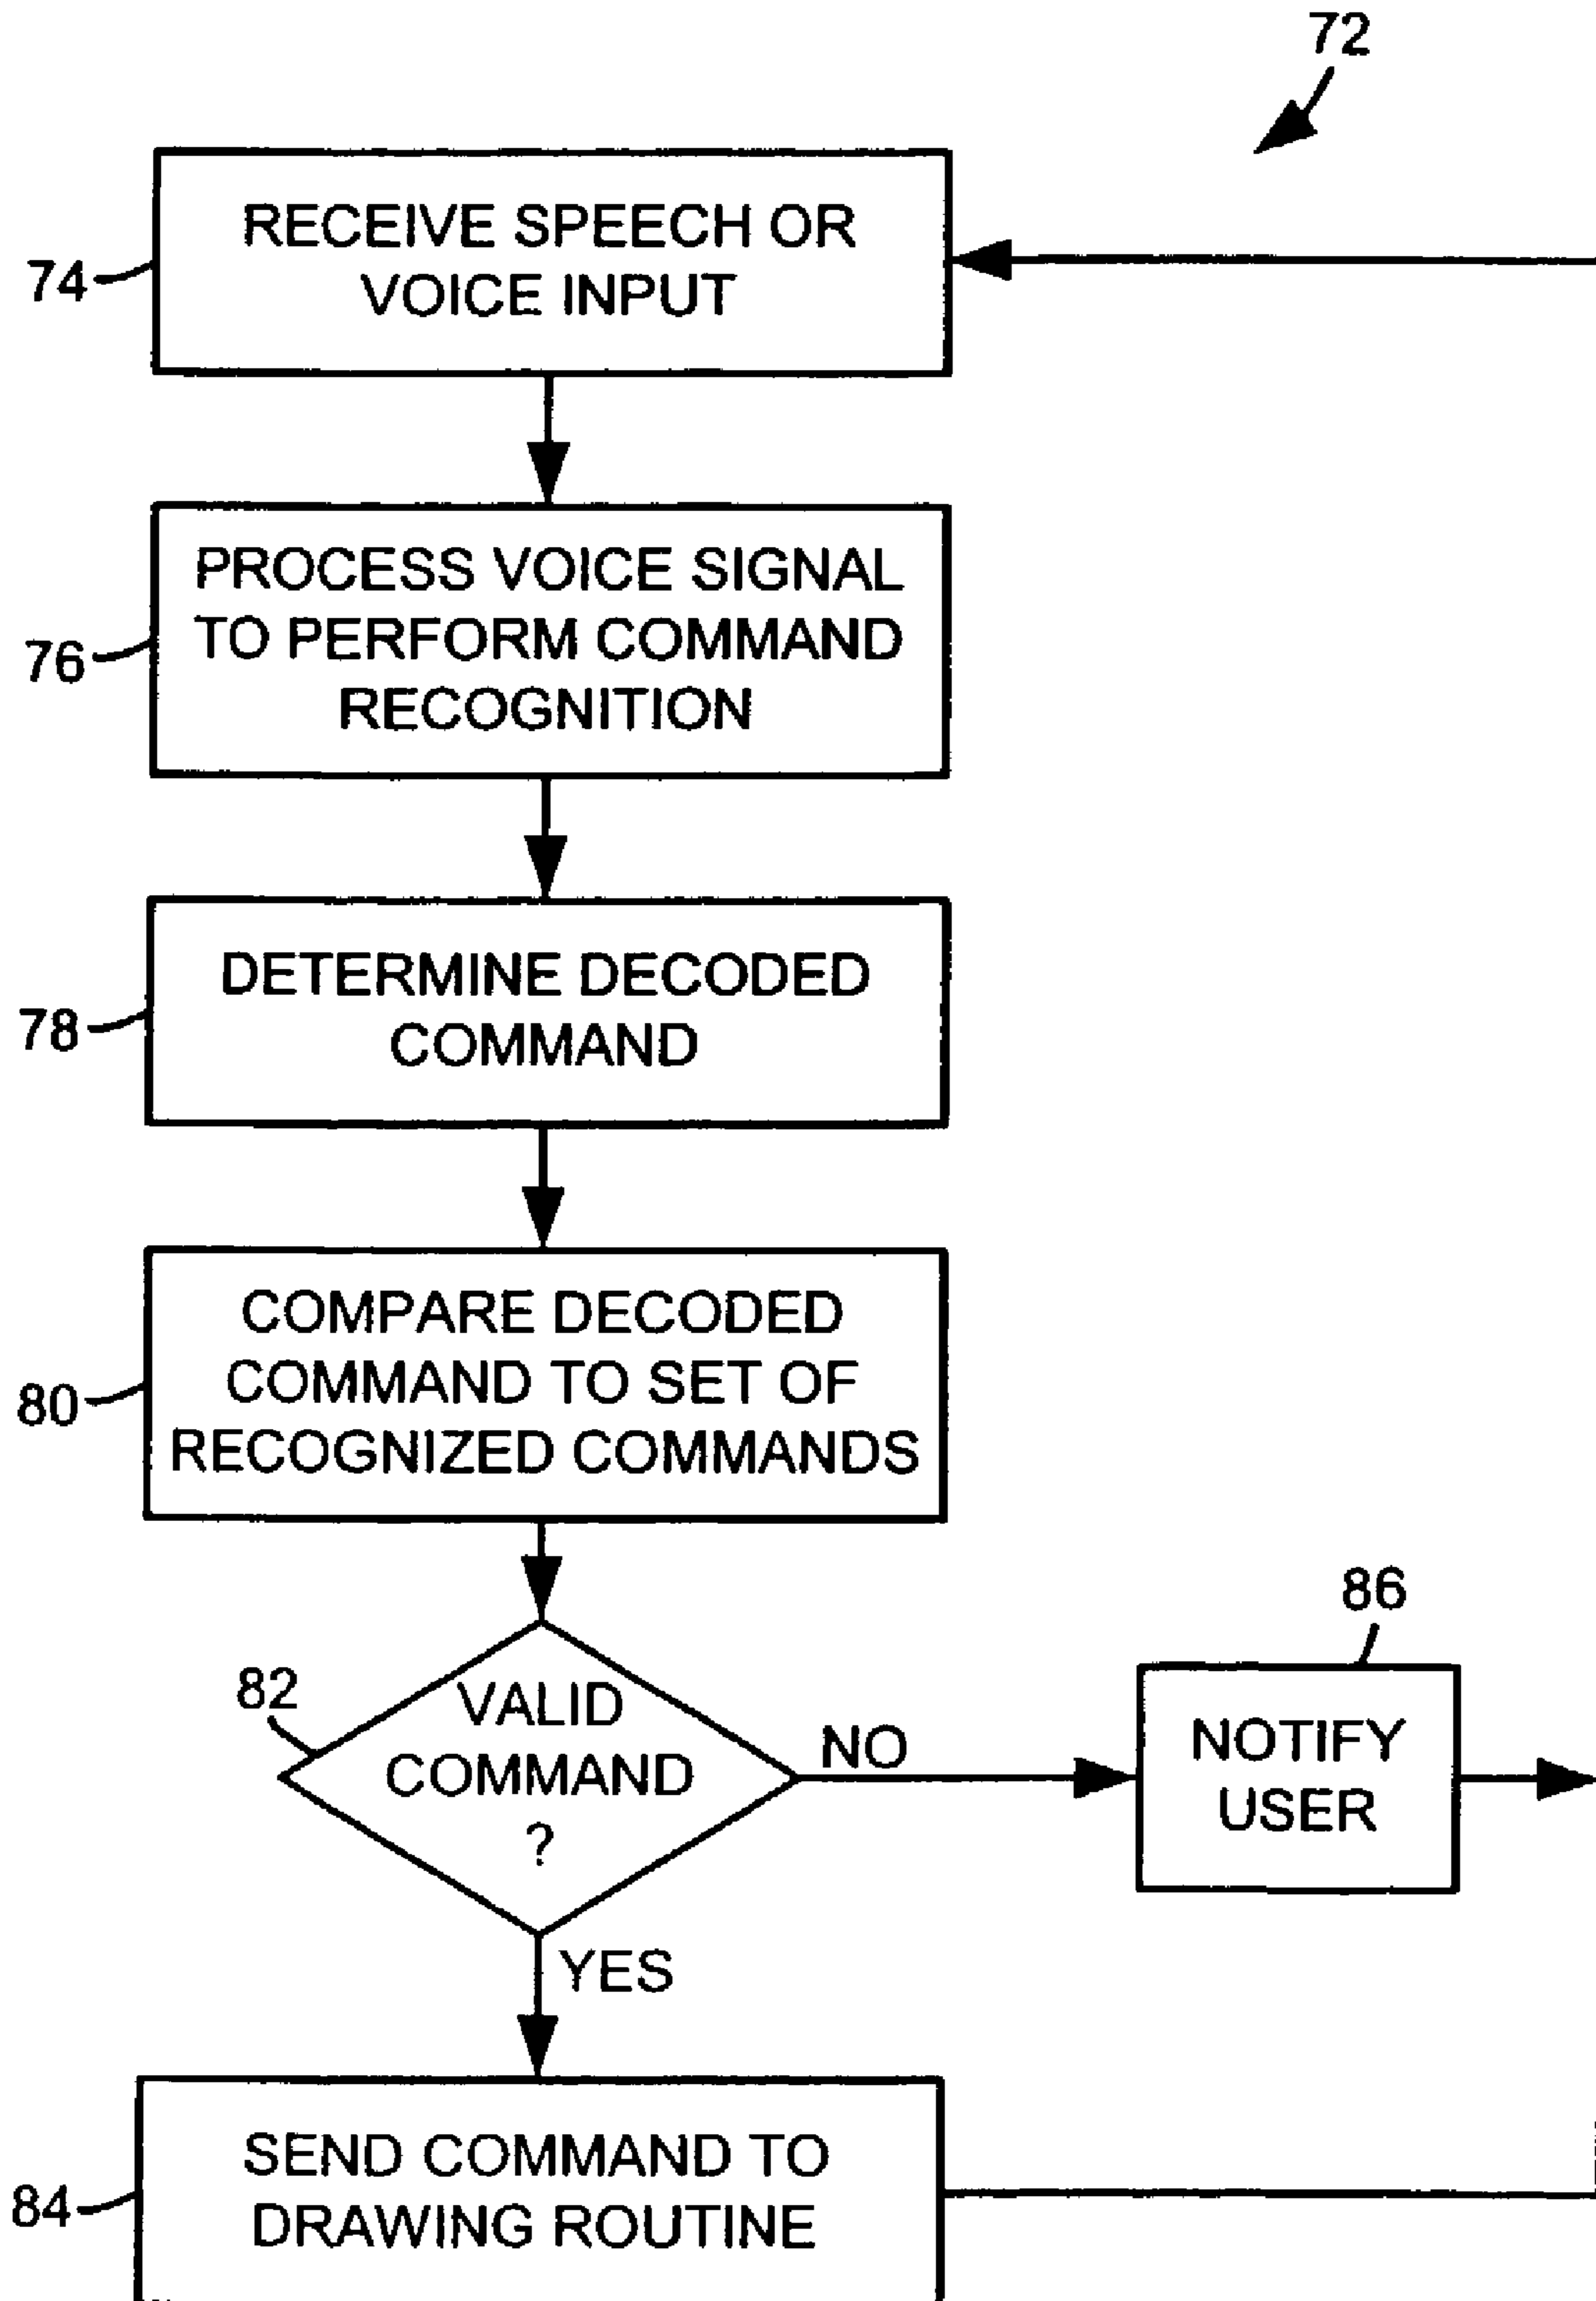 72
RECEIVE SPEECH OR
VOICE INPUT
74
PROCESS VOICE SIGNAL
TO PERFORM COMMAND
RECOGNITION
76
DETERMINE DECODED
COMMAND
78
COMPARE DECODED
COMMAND TO SET OF
RECOGNIZED COMMANDS
80
82
VALID
COMMAND
?
NO
86
NOTIFY
USER
YES
SEND COMMAND TO
DRAWING ROUTINE
84